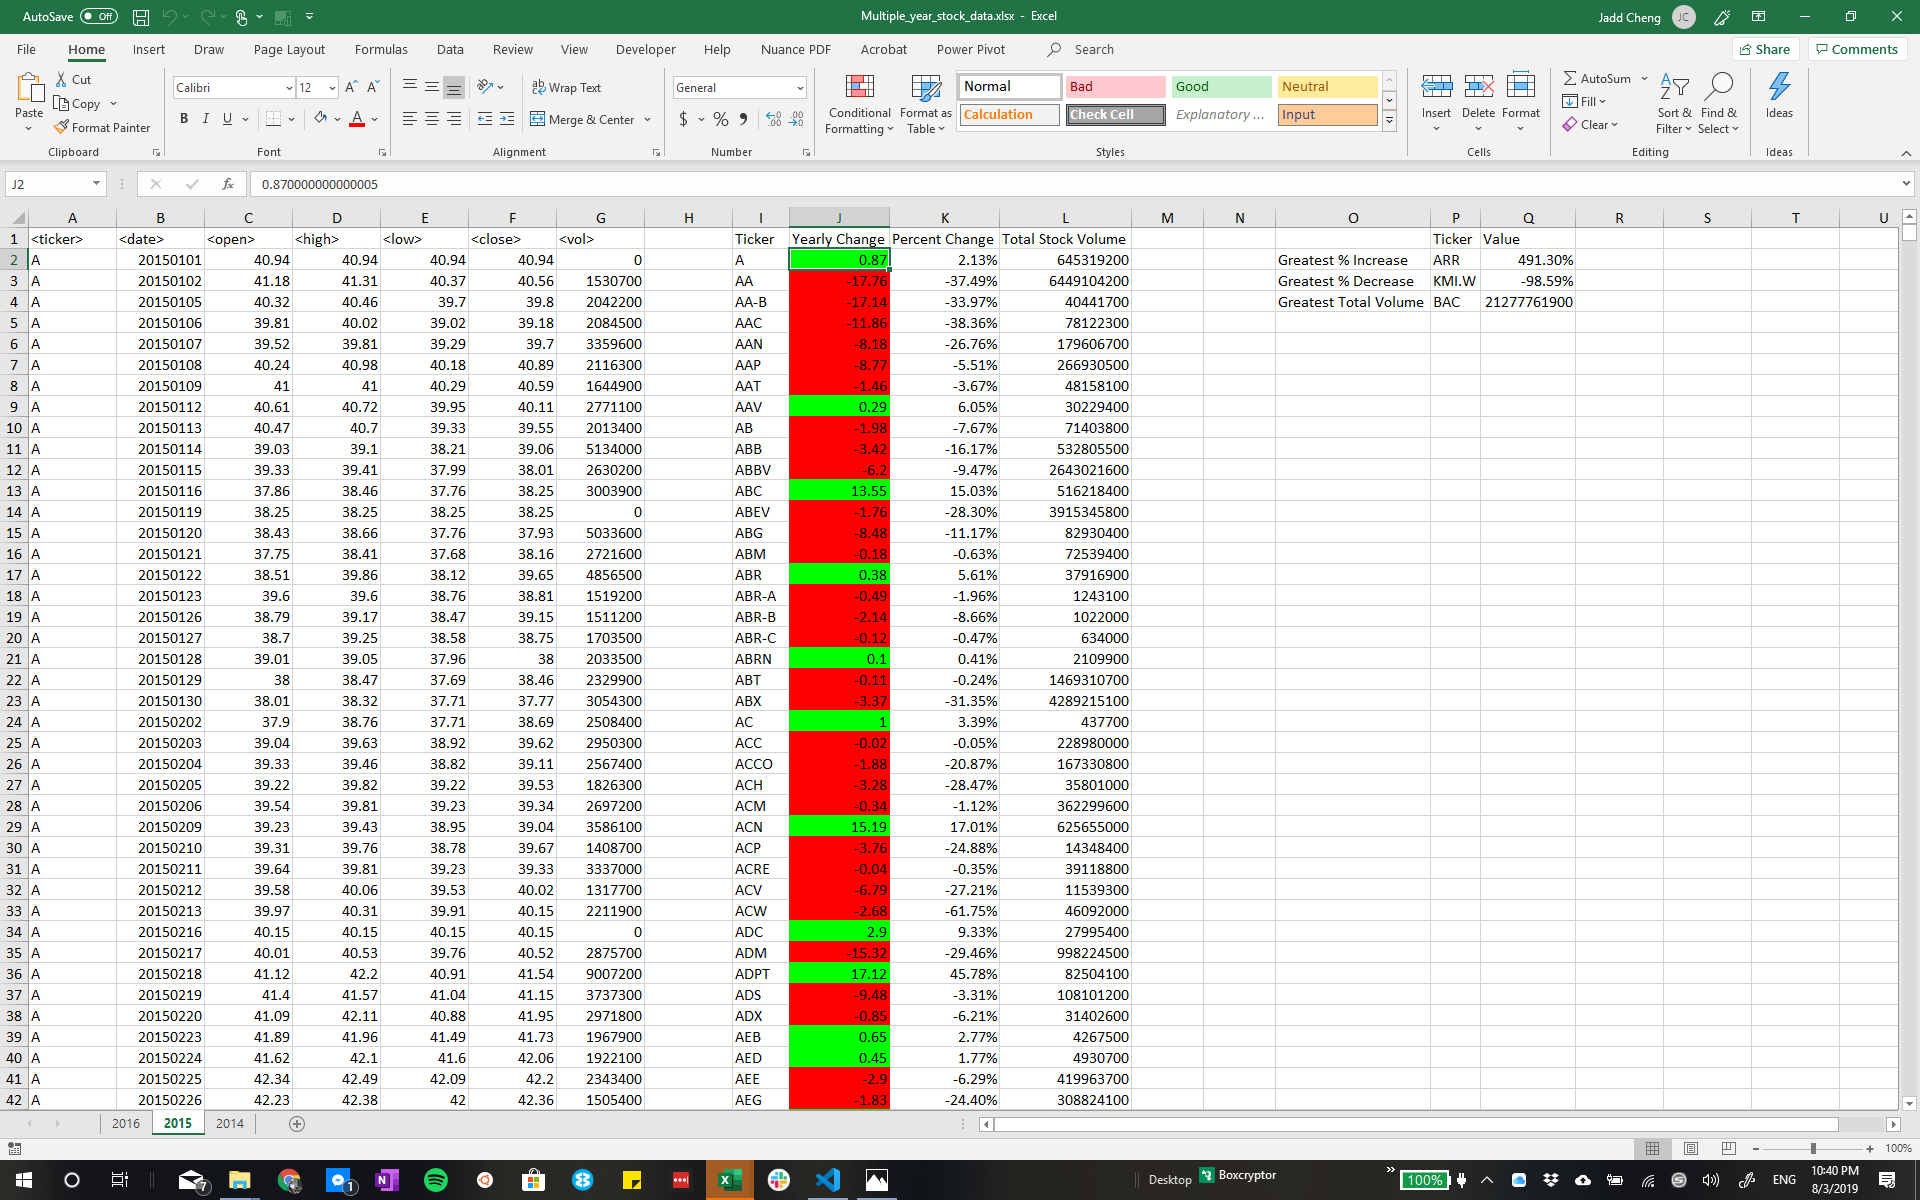 AutoSave Off Multiple_year_stock_data.xlsx - Excel Jadd Cheng JC
File Home Insert Draw Page Layout Formulas Data Review View Developer Help Nuance PDF Acrobat Power Pivot Search Share Comments
Paste Cut Copy Format Painter Clipboard
Calibri 12 A A B I U A Font
Wrap Text Merge & Center Alignment
General $ % Number
Conditional Formatting Format as Table Normal Bad Good Neutral Calculation Check Cell Explanatory ... Input Styles
Insert Delete Format Cells
AutoSum Fill Clear Sort & Filter Find & Select Editing
Ideas Ideas
J2 fx 0.870000000000005
A B C D E F G H I J K L M N O P Q R S T U
1 <ticker> <date> <open> <high> <low> <close> <vol> Ticker Yearly Change Percent Change Total Stock Volume Ticker Value
2 A 20150101 40.94 40.94 40.94 40.94 0 A 0.87 2.13% 645319200 Greatest % Increase ARR 491.30%
3 A 20150102 41.18 41.31 40.37 40.56 1530700 AA -17.76 -37.49% 6449104200 Greatest % Decrease KMI.W -98.59%
4 A 20150105 40.32 40.46 39.7 39.8 2042200 AA-B -17.14 -33.97% 40441700 Greatest Total Volume BAC 21277761900
5 A 20150106 39.81 40.02 39.02 39.18 2084500 AAC -11.86 -38.36% 78122300
6 A 20150107 39.52 39.81 39.29 39.7 3359600 AAN -8.18 -26.76% 179606700
7 A 20150108 40.24 40.98 40.18 40.89 2116300 AAP -8.77 -5.51% 266930500
8 A 20150109 41 41 40.29 40.59 1644900 AAT -1.46 -3.67% 48158100
9 A 20150112 40.61 40.72 39.95 40.11 2771100 AAV 0.29 6.05% 30229400
10 A 20150113 40.47 40.7 39.33 39.55 2013400 AB -1.98 -7.67% 71403800
11 A 20150114 39.03 39.1 38.21 39.06 5134000 ABB -3.42 -16.17% 532805500
12 A 20150115 39.33 39.41 37.99 38.01 2630200 ABBV -6.2 -9.47% 2643021600
13 A 20150116 37.86 38.46 37.76 38.25 3003900 ABC 13.55 15.03% 516218400
14 A 20150119 38.25 38.25 38.25 38.25 0 ABEV -1.76 -28.30% 3915345800
15 A 20150120 38.43 38.66 37.76 37.93 5033600 ABG -8.48 -11.17% 82930400
16 A 20150121 37.75 38.41 37.68 38.16 2721600 ABM -0.18 -0.63% 72539400
17 A 20150122 38.51 39.86 38.12 39.65 4856500 ABR 0.38 5.61% 37916900
18 A 20150123 39.6 39.6 38.76 38.81 1519200 ABR-A -0.49 -1.96% 1243100
19 A 20150126 38.79 39.17 38.47 39.15 1511200 ABR-B -2.14 -8.66% 1022000
20 A 20150127 38.7 39.25 38.58 38.75 1703500 ABR-C -0.12 -0.47% 634000
21 A 20150128 39.01 39.05 37.96 38 2033500 ABRN 0.1 0.41% 2109900
22 A 20150129 38 38.47 37.69 38.46 2329900 ABT -0.11 -0.24% 1469310700
23 A 20150130 38.01 38.32 37.71 37.77 3054300 ABX -3.37 -31.35% 4289215100
24 A 20150202 37.9 38.76 37.71 38.69 2508400 AC 1 3.39% 437700
25 A 20150203 39.04 39.63 38.92 39.62 2950300 ACC -0.02 -0.05% 228980000
26 A 20150204 39.33 39.46 38.82 39.11 2567400 ACCO -1.88 -20.87% 167330800
27 A 20150205 39.22 39.82 39.22 39.53 1826300 ACH -3.28 -28.47% 35801000
28 A 20150206 39.54 39.81 39.23 39.34 2697200 ACM -0.34 -1.12% 362299600
29 A 20150209 39.23 39.43 38.95 39.04 3586100 ACN 15.19 17.01% 625655000
30 A 20150210 39.31 39.76 38.78 39.67 1408700 ACP -3.76 -24.88% 14348400
31 A 20150211 39.64 39.81 39.23 39.33 3337000 ACRE -0.04 -0.35% 39118800
32 A 20150212 39.58 40.06 39.53 40.02 1317700 ACV -6.79 -27.21% 11539300
33 A 20150213 39.97 40.31 39.91 40.15 2211900 ACW -2.68 -61.75% 46092000
34 A 20150216 40.15 40.15 40.15 40.15 0 ADC 2.9 9.33% 27995400
35 A 20150217 40.01 40.53 39.76 40.52 2875700 ADM -15.32 -29.46% 998224500
36 A 20150218 41.12 42.2 40.91 41.54 9007200 ADPT 17.12 45.78% 82504100
37 A 20150219 41.4 41.57 41.04 41.15 3737300 ADS -9.48 -3.31% 108101200
38 A 20150220 41.09 42.11 40.88 41.95 2971800 ADX -0.85 -6.21% 31402600
39 A 20150223 41.89 41.96 41.49 41.73 1967900 AEB 0.65 2.77% 4267500
40 A 20150224 41.62 42.1 41.6 42.06 1922100 AED 0.45 1.77% 4930700
41 A 20150225 42.34 42.49 42.09 42.2 2343400 AEE -2.9 -6.29% 419963700
42 A 20150226 42.23 42.38 42 42.36 1505400 AEG -1.83 -24.40% 308824100
2016 2015 2014
100%
7 1 Desktop Boxcryptor 100% ENG 10:40 PM
8/3/2019